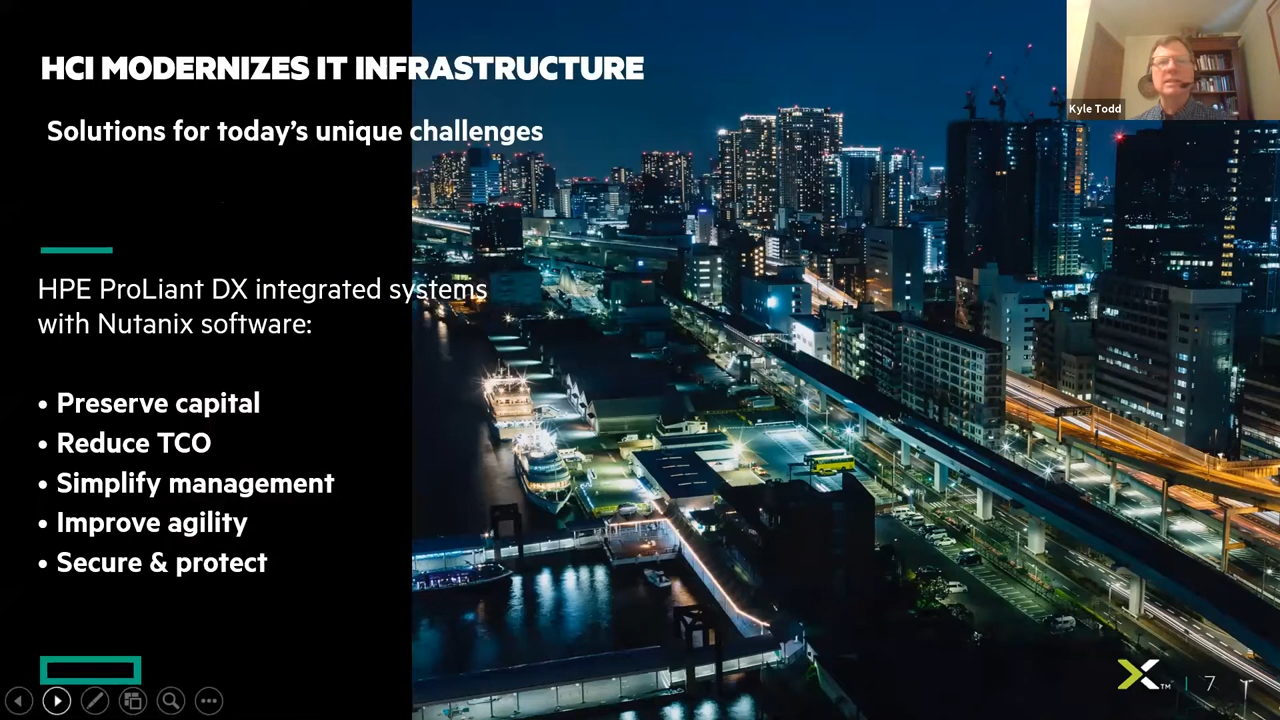 HCI MODERNIZES IT INFRASTRUCTURE
Solutions for today’s unique challenges
Kyle Todd
HPE ProLiant DX integrated systems
with Nutanix software:
• Preserve capital
• Reduce TCO
• Simplify management
• Improve agility
• Secure & protect
X™ | 7